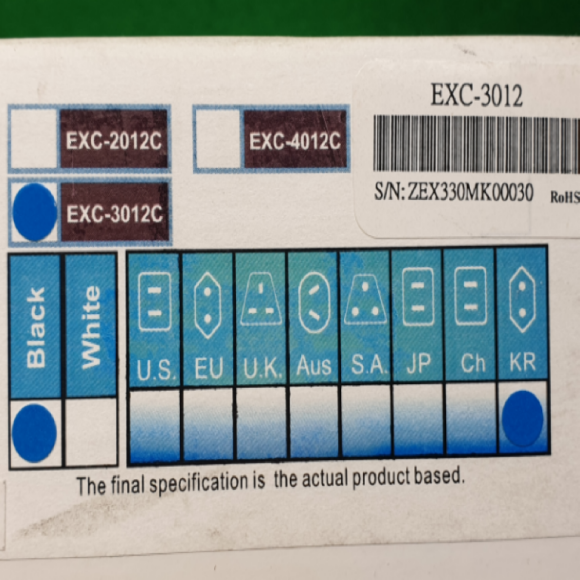 EXC-3012
EXC-2012C
EXC-4012C
S/N: ZEX330MK00030
RoHS
EXC-3012C
Black
White
U.S.
EU
U.K.
Aus
S.A.
JP
Ch
KR
The final specification is the actual product based.